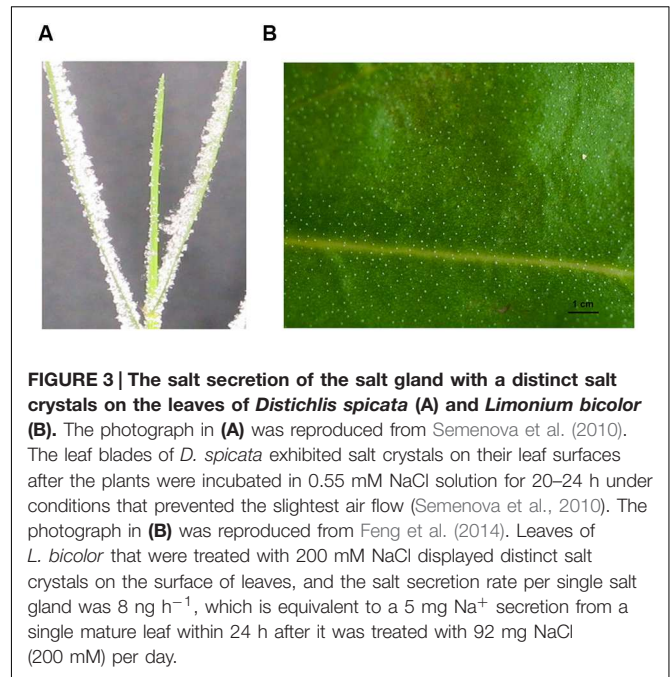 A B
1 cm
FIGURE 3 | The salt secretion of the salt gland with a distinct salt
crystals on the leaves of Distichlis spicata (A) and Limonium bicolor
(B). The photograph in (A) was reproduced from Semenova et al. (2010).
The leaf blades of D. spicata exhibited salt crystals on their leaf surfaces
after the plants were incubated in 0.55 mM NaCl solution for 20–24 h under
conditions that prevented the slightest air flow (Semenova et al., 2010). The
photograph in (B) was reproduced from Feng et al. (2014). Leaves of
L. bicolor that were treated with 200 mM NaCl displayed distinct salt
crystals on the surface of leaves, and the salt secretion rate per single salt
gland was 8 ng h⁻¹, which is equivalent to a 5 mg Na⁺ secretion from a
single mature leaf within 24 h after it was treated with 92 mg NaCl
(200 mM) per day.